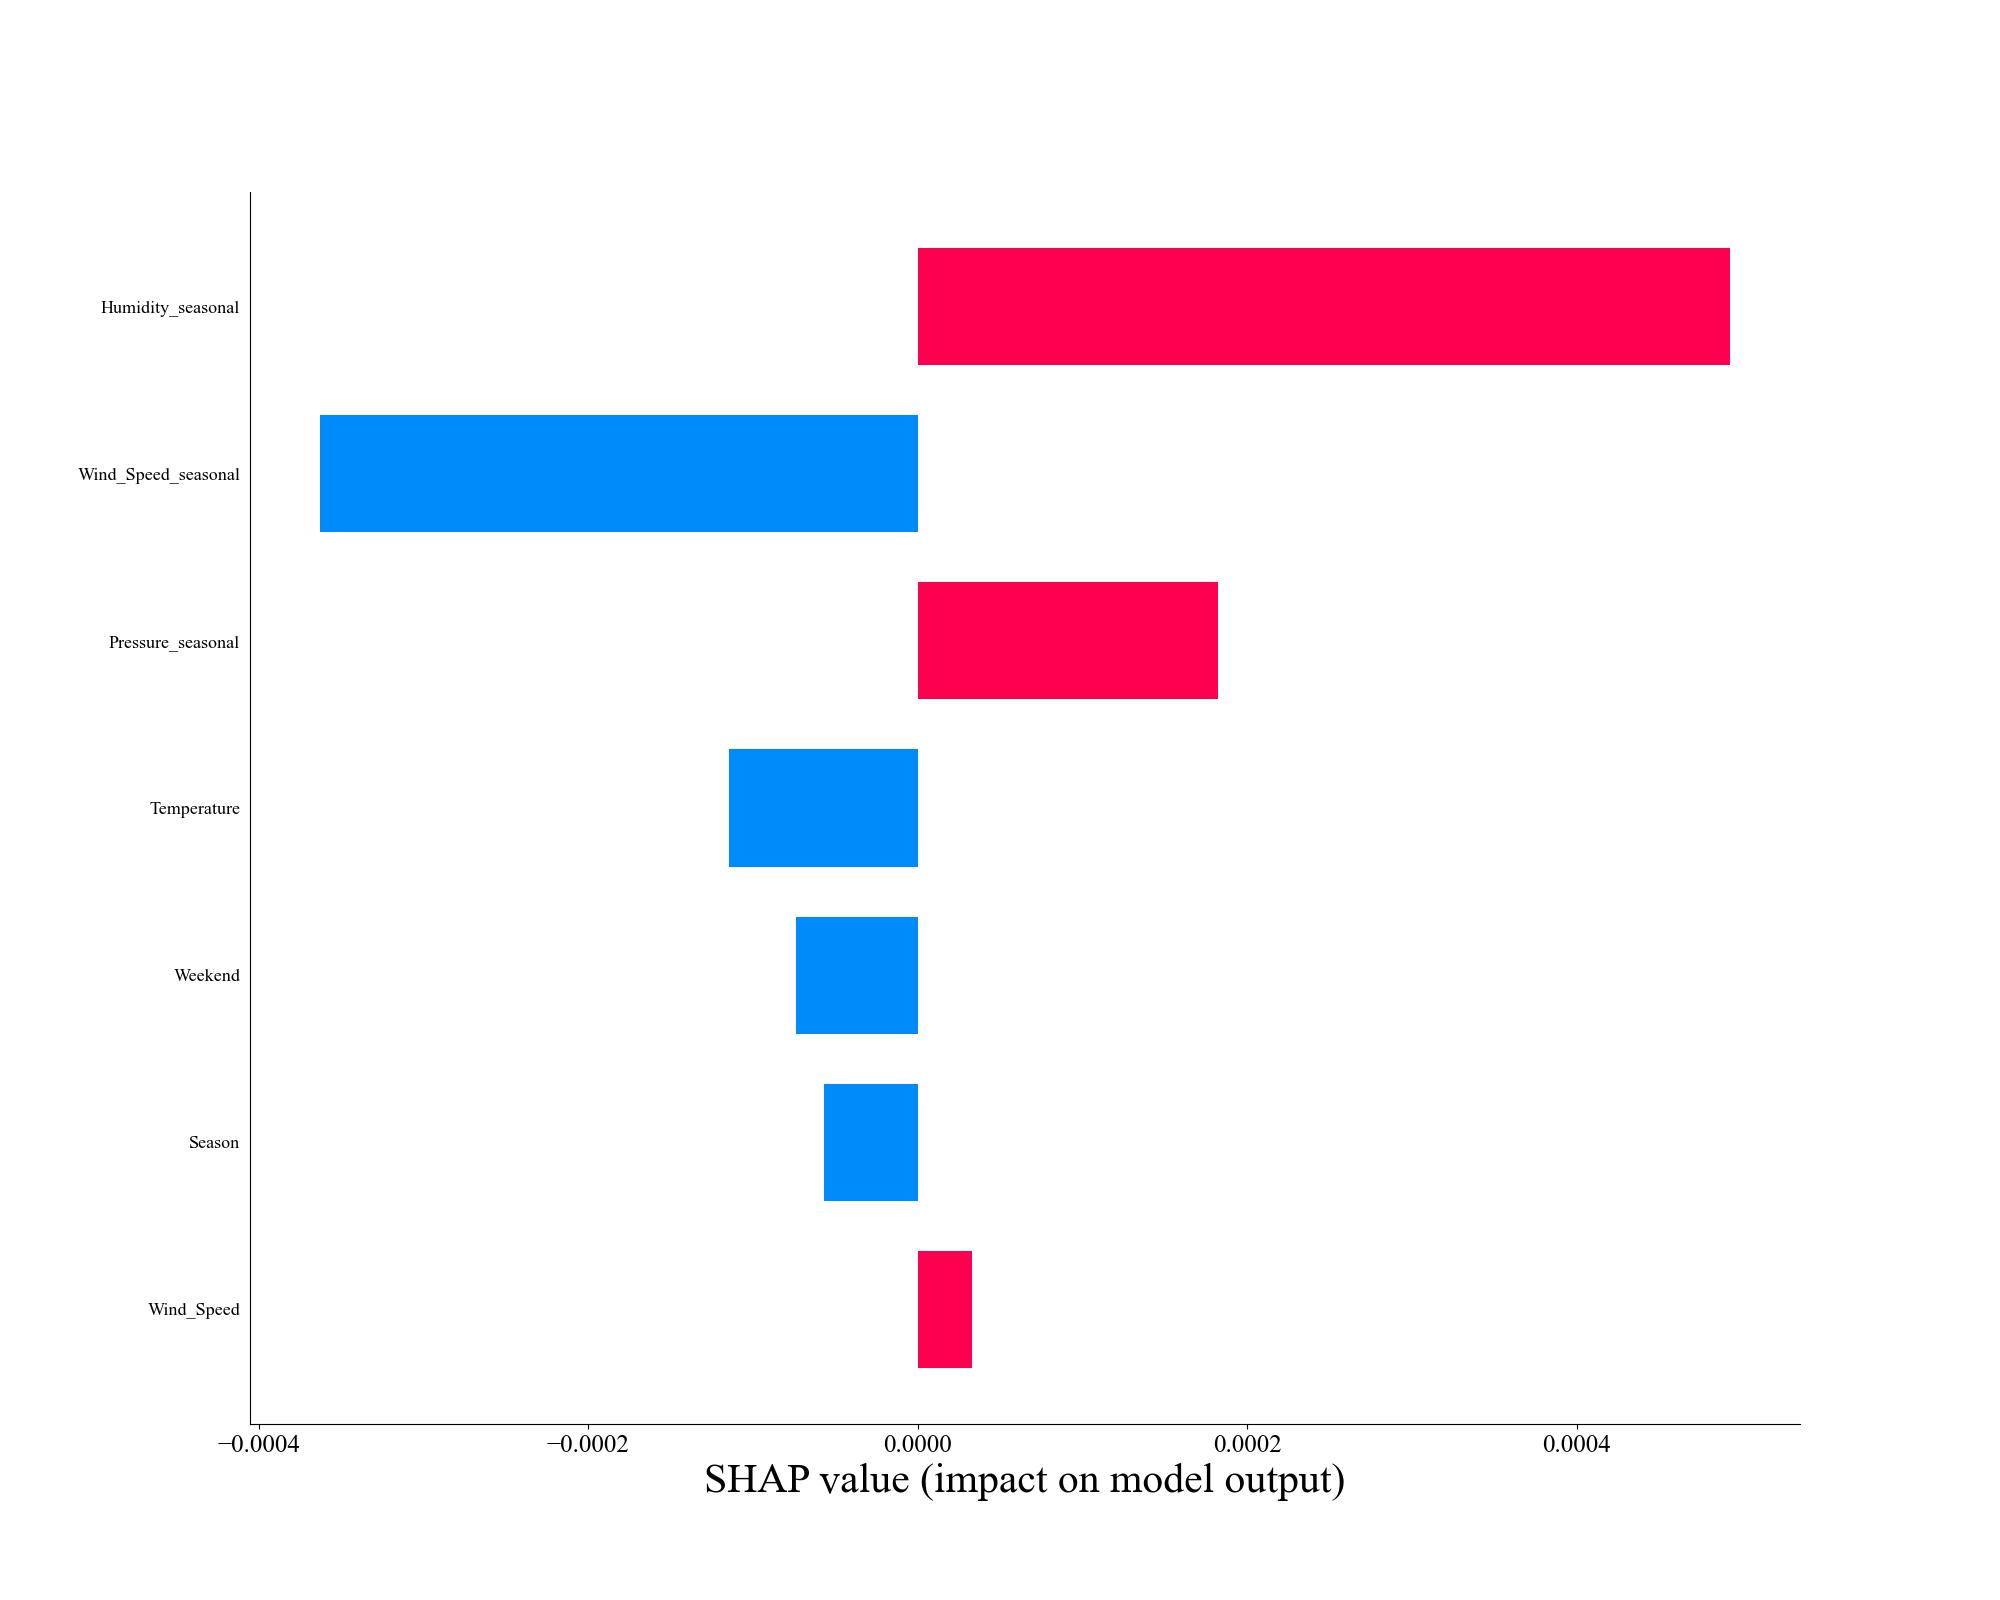 Humidity_seasonal
Wind_Speed_seasonal
Pressure_seasonal
Temperature
Weekend
Season
Wind_Speed
−0.0004 −0.0002 0.0000 0.0002 0.0004
SHAP value (impact on model output)